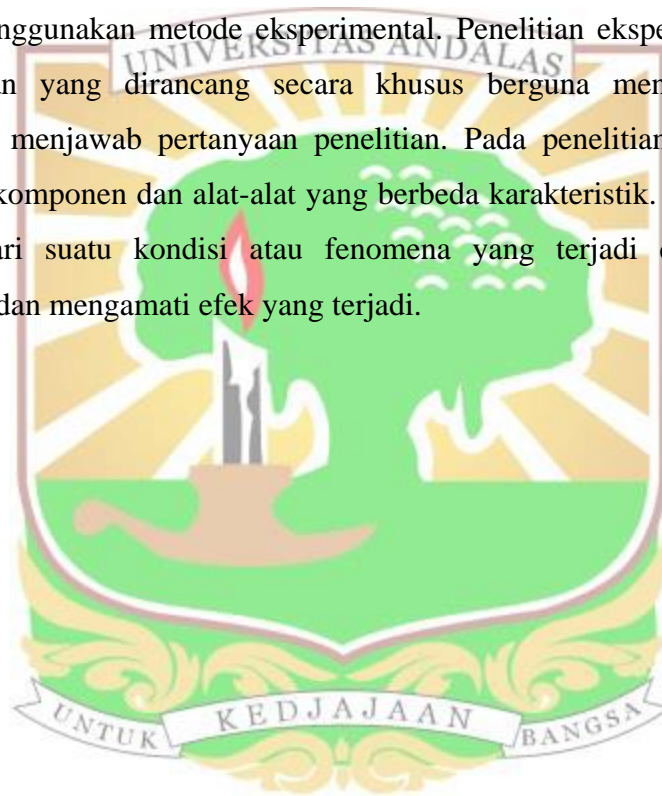 nggunakan metode eksperimental. Penelitian ekspe
UNIVERSITAS ANDALAS
an yang dirancang secara khusus berguna men
menjawab pertanyaan penelitian. Pada penelitian
komponen dan alat-alat yang berbeda karakteristik.
ari suatu kondisi atau fenomena yang terjadi
dan mengamati efek yang terjadi.
UNTUK KEDJAJAAN BANGSA